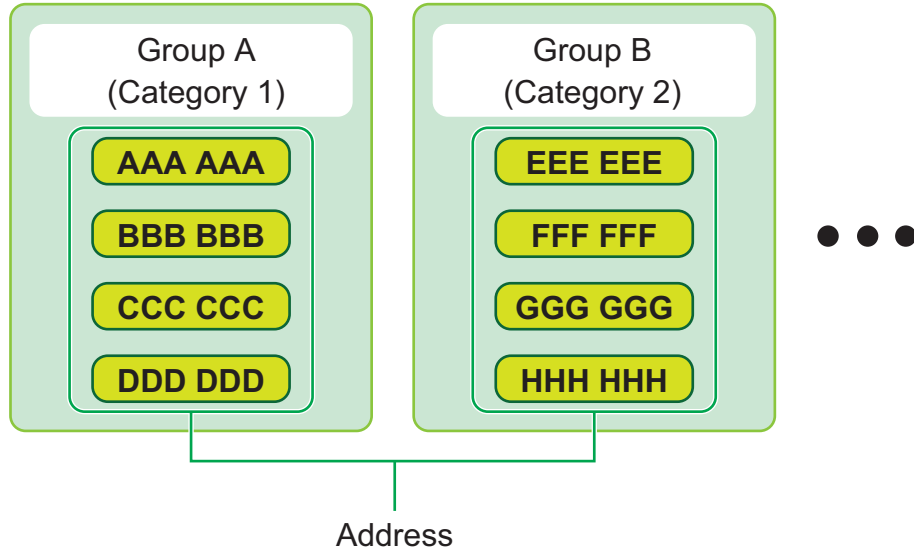 Group A
(Category 1)
AAA AAA
BBB BBB
CCC CCC
DDD DDD
Group B
(Category 2)
EEE EEE
FFF FFF
GGG GGG
HHH HHH
Address